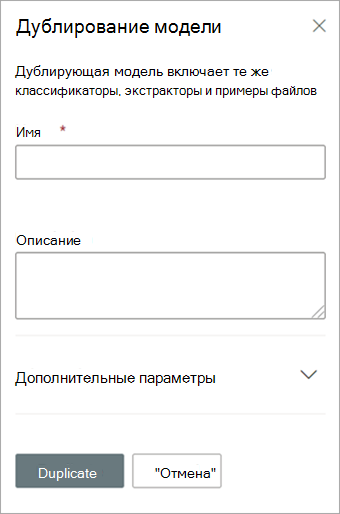 Дублирование модели
Дублирующая модель включает те же
классификаторы, экстракторы и примеры файлов
Имя *
Описание
Дополнительные параметры
Duplicate "Отмена"